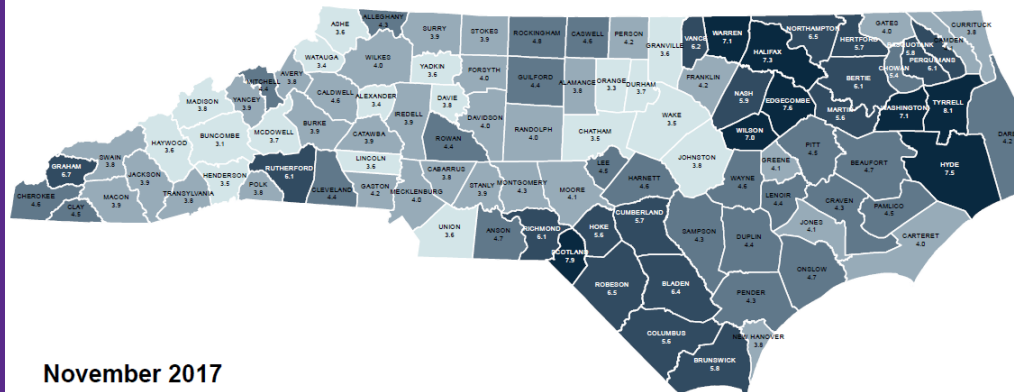 ASHE
3.6
ALLEGHANY
4.3
SURRY
3.9
STOKES
3.9
ROCKINGHAM
4.8
CASWELL
4.6
PERSON
4.2
GRANVILLE
3.6
VANCE
6.2
WARREN
7.1
HALIFAX
7.3
NORTHAMPTON
6.5
HERTFORD
5.7
GATES
4.0
CURRITUCK
3.8
PASQUOTANK
5.8
CAMDEN
PERQUIMANS
6.1
CHOWAN
5.4
BERTIE
6.1
WATAUGA
3.4
WILKES
4.0
YADKIN
3.6
FORSYTH
4.0
GUILFORD
4.4
ALAMANCE
3.8
ORANGE
3.3
DURHAM
3.7
FRANKLIN
4.2
NASH
5.9
EDGECOMBE
7.6
MARTIN
5.6
WASHINGTON
7.1
TYRRELL
8.1
DARE
4.2
MITCHELL
4.4
AVERY
3.8
YANCEY
3.9
CALDWELL
4.6
ALEXANDER
3.4
IREDELL
3.9
DAVIE
3.8
DAVIDSON
4.0
RANDOLPH
4.0
CHATHAM
3.5
WAKE
3.5
WILSON
7.0
PITT
4.5
BEAUFORT
4.7
HYDE
7.5
MADISON
3.8
BUNCOMBE
3.1
MCDOWELL
3.7
BURKE
3.9
CATAWBA
3.9
ROWAN
4.4
HAYWOOD
3.6
SWAIN
3.8
GRAHAM
6.7
JACKSON
3.9
HENDERSON
3.5
RUTHERFORD
6.1
LINCOLN
3.6
CABARRUS
3.8
STANLY
3.9
MONTGOMERY
4.3
MOORE
4.1
LEE
4.8
HARNETT
4.6
JOHNSTON
3.8
WAYNE
4.5
GREENE
4.1
LENOIR
4.4
CRAVEN
4.3
PAMLICO
4.5
CHEROKEE
4.6
CLAY
4.5
MACON
3.9
TRANSYLVANIA
3.8
POLK
3.8
CLEVELAND
4.4
GASTON
4.2
MECKLENBURG
4.0
UNION
3.6
ANSON
4.7
RICHMOND
6.1
SCOTLAND
7.9
HOKE
5.6
CUMBERLAND
5.7
SAMPSON
4.3
DUPLIN
4.4
JONES
4.1
CARTERET
4.0
ONSLOW
4.7
ROBESON
6.5
BLADEN
6.4
PENDER
4.3
COLUMBUS
5.6
NEW HANOVER
3.8
BRUNSWICK
5.8
November 2017